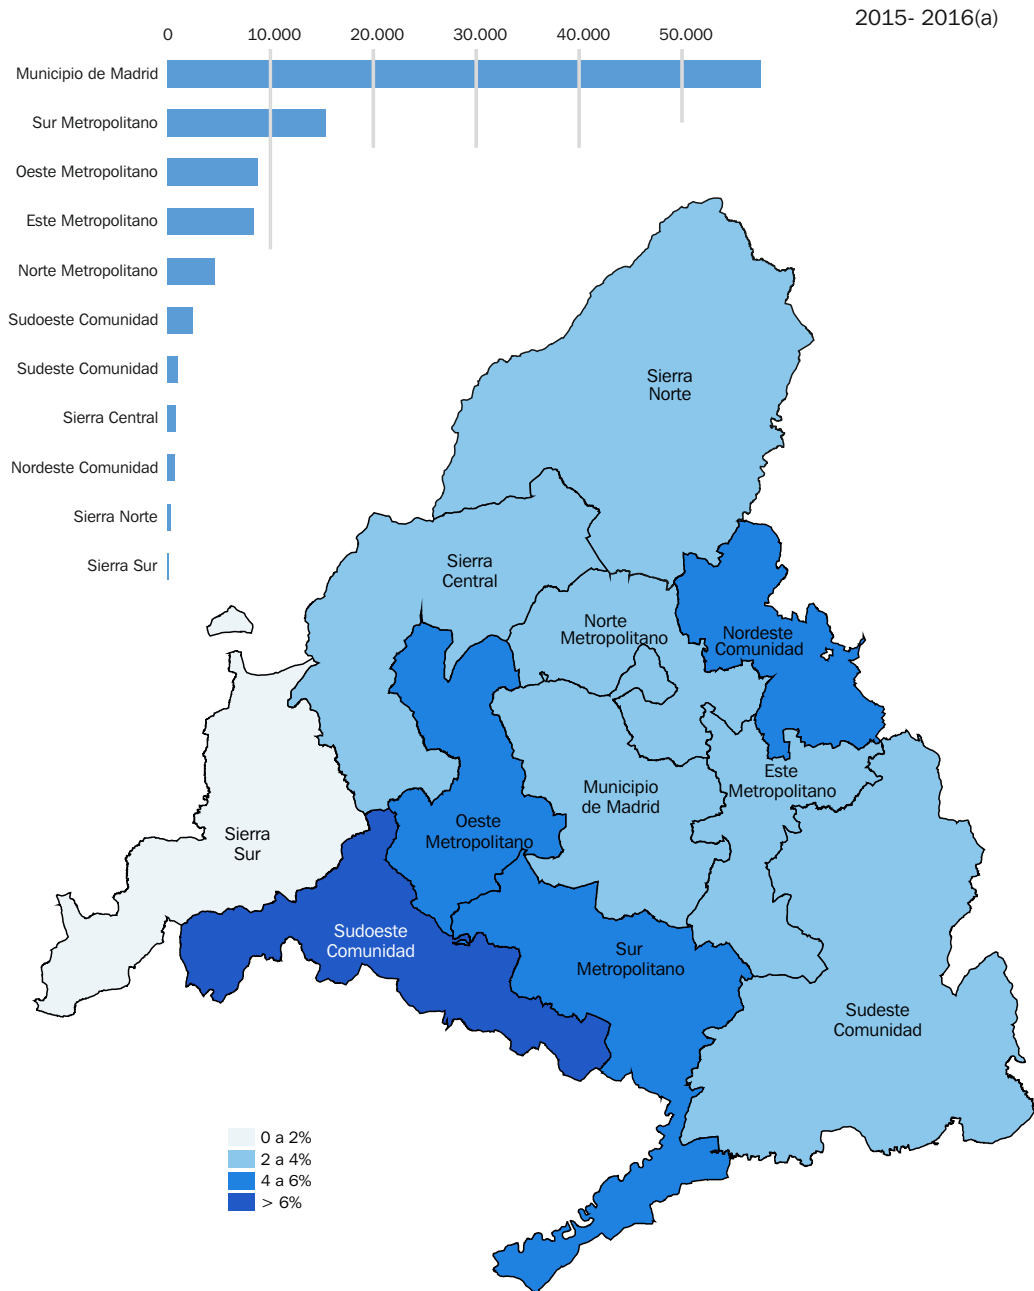 2015- 2016(a)
0 10.000 20.000 30.000 40.000 50.000
Municipio de Madrid
Sur Metropolitano
Oeste Metropolitano
Este Metropolitano
Norte Metropolitano
Sudoeste Comunidad
Sudeste Comunidad
Sierra Central
Nordeste Comunidad
Sierra Norte
Sierra Sur
Sierra
Norte
Sierra
Central
Norte
Metropolitano
Nordeste
Comunidad
Este
Metropolitano
Municipio
de Madrid
Oeste
Metropolitano
Sierra
Sur
Sudoeste
Comunidad
Sur
Metropolitano
Sudeste
Comunidad
0 a 2%
2 a 4%
4 a 6%
> 6%